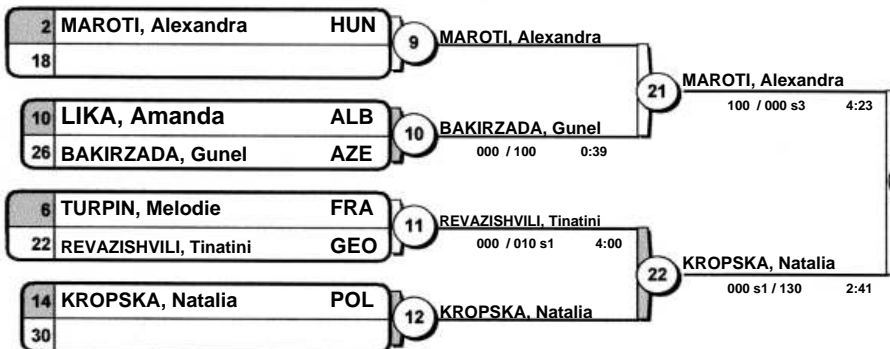 2 MAROTI, Alexandra HUN
18
9
MAROTI, Alexandra
10 LIKA, Amanda ALB
26 BAKIRZADA, Gunel AZE
10
BAKIRZADA, Gunel
000 / 100 0:39
21
MAROTI, Alexandra
100 / 000 s3 4:23
6 TURPIN, Melodie FRA
22 REVAZISHVILI, Tinatini GEO
11
REVAZISHVILI, Tinatini
000 / 010 s1 4:00
14 KROPSKA, Natalia POL
30
12
KROPSKA, Natalia
22
KROPSKA, Natalia
000 s1 / 130 2:41